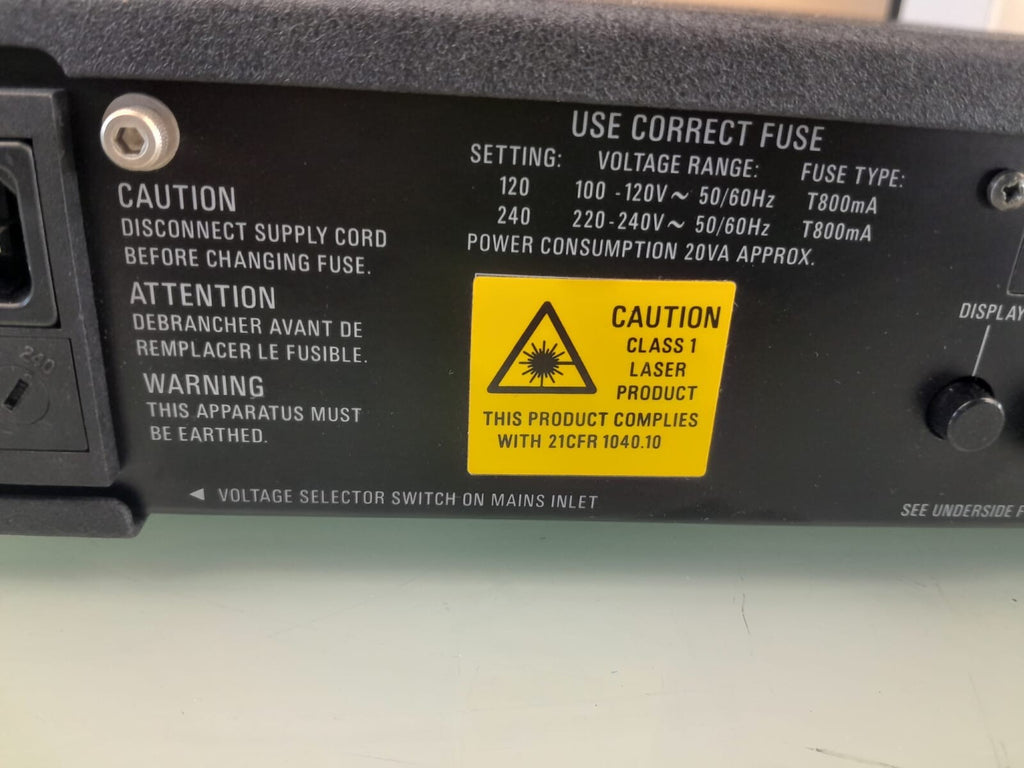 USE CORRECT FUSE
SETTING: VOLTAGE RANGE: FUSE TYPE:
120 100 -120V~ 50/60Hz T800mA
240 220-240V~ 50/60Hz T800mA
POWER CONSUMPTION 20VA APPROX.
CAUTION
DISCONNECT SUPPLY CORD
BEFORE CHANGING FUSE.
ATTENTION
DEBRANCHER AVANT DE
REMPLACER LE FUSIBLE.
WARNING
THIS APPARATUS MUST
BE EARTHED.
240
CAUTION
CLASS 1
LASER
PRODUCT
THIS PRODUCT COMPLIES
WITH 21CFR 1040.10
DISPLAY
◄ VOLTAGE SELECTOR SWITCH ON MAINS INLET
SEE UNDERSIDE